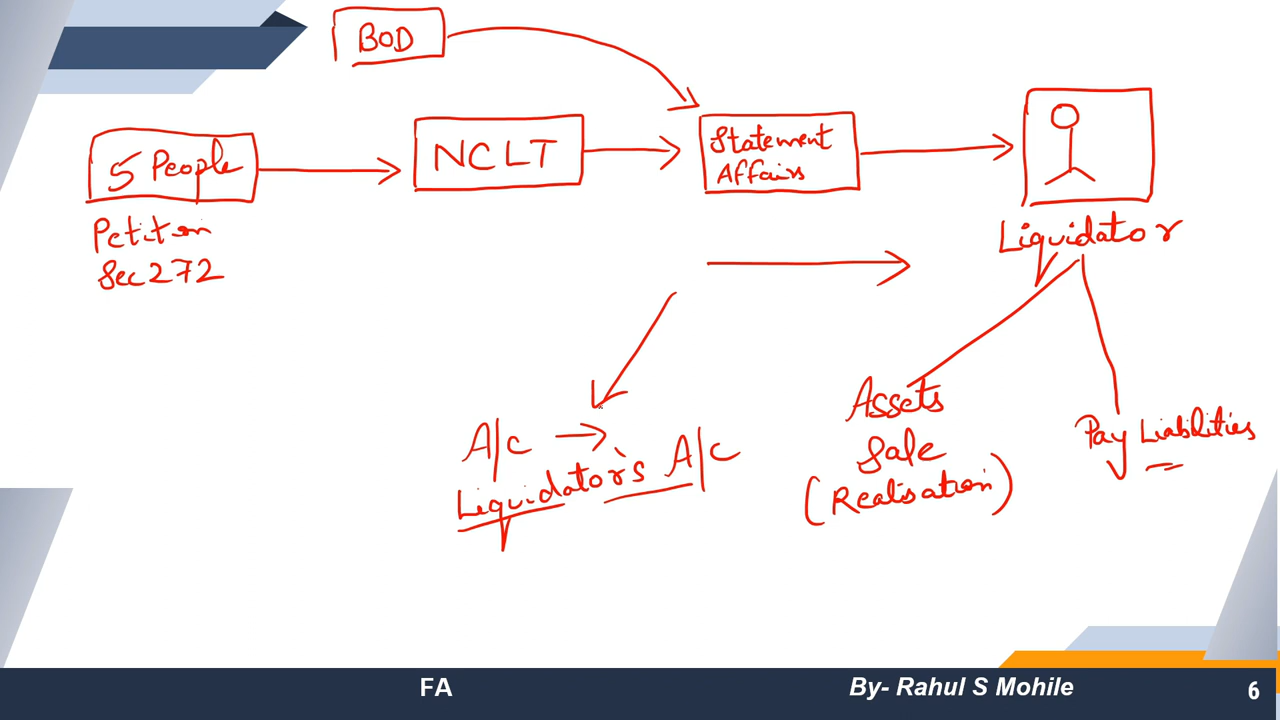 BOD
5 People
Petition
Sec 272
NCLT
Statement
Affairs
Liquidator
Assets
Sale
(Realisation)
Pay Liabilities
A/c →
Liquidator's A/c
FA
By- Rahul S Mohile
6